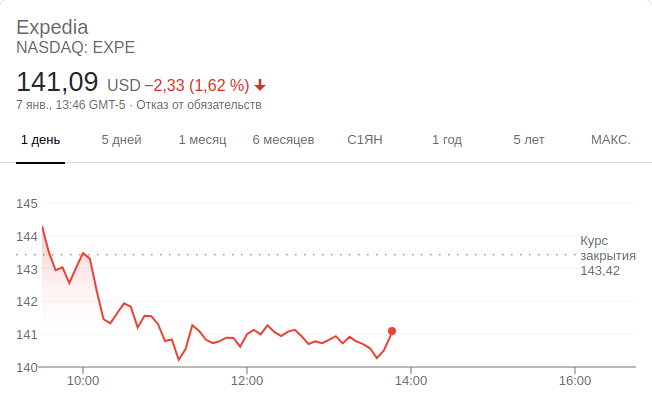 Expedia
NASDAQ: EXPE
141,09 USD −2,33 (1,62 %)
7 янв., 13:46 GMT-5 · Отказ от обязательств
1 день 5 дней 1 месяц 6 месяцев С1ЯН 1 год 5 лет МАКС.
145
144
143
142
141
140
Курс
закрытия
143,42
10:00 12:00 14:00 16:00